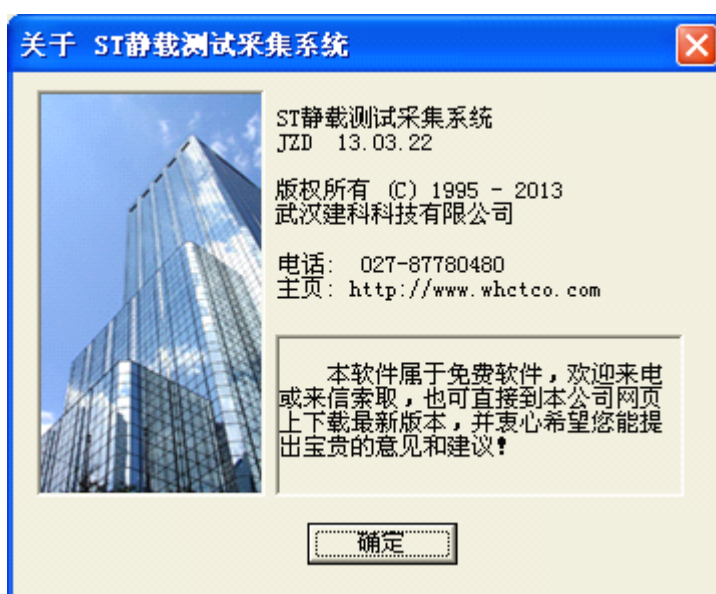 关于 ST静载测试采集系统
ST静载测试采集系统
JZD 13.03.22
版权所有 (C) 1995 - 2013
武汉建科科技有限公司
电话: 027-87780480
主页: http://www.whctco.com
本软件属于免费软件,欢迎来电
或来信索取,也可直接到本公司网页
上下载最新版本,并衷心希望您能提
出宝贵的意见和建议!
确定